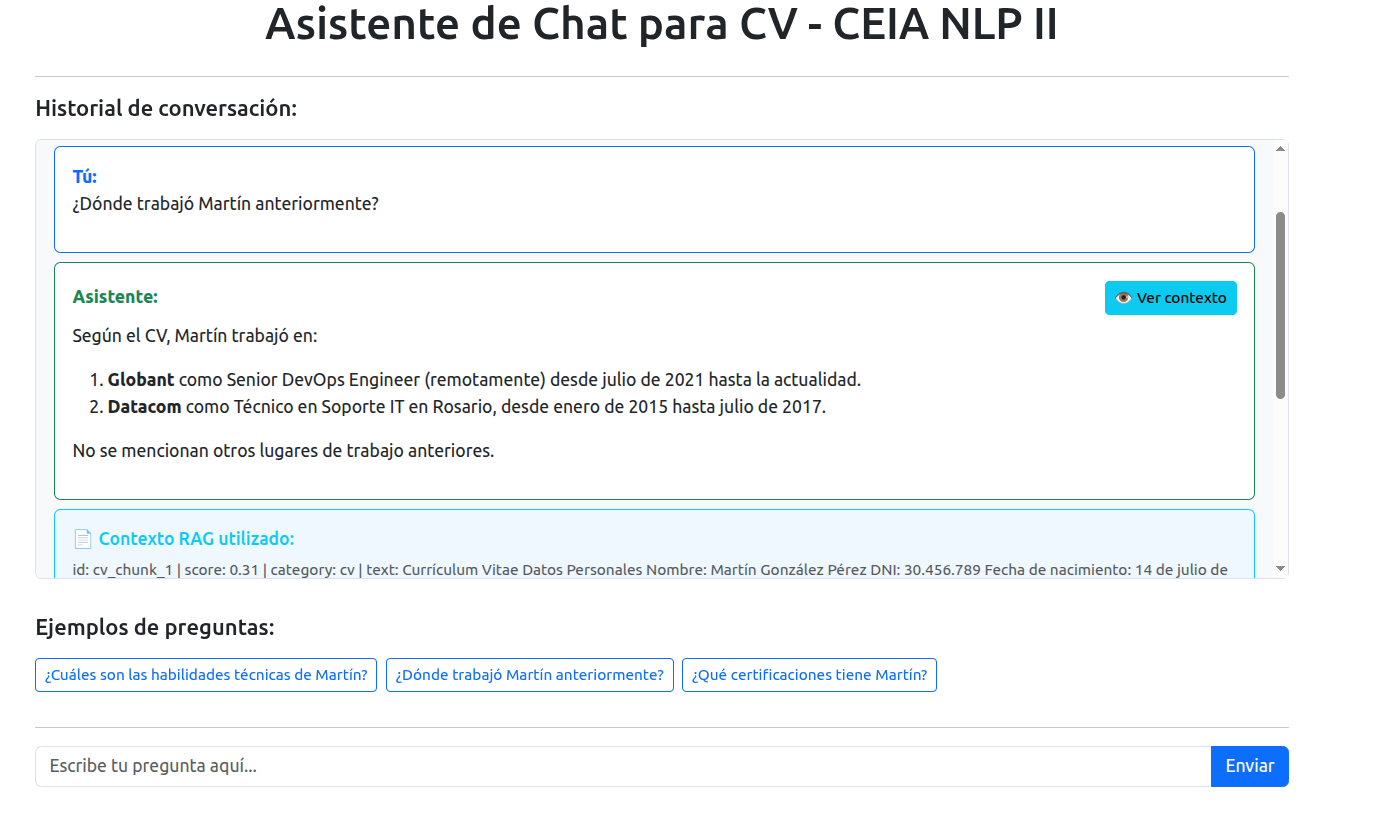 Asistente de Chat para CV - CEIA NLP II
Historial de conversación:
Tú:
¿Dónde trabajó Martín anteriormente?
Asistente:
👁️ Ver contexto
Según el CV, Martín trabajó en:
1. Globant como Senior DevOps Engineer (remotamente) desde julio de 2021 hasta la actualidad.
2. Datacom como Técnico en Soporte IT en Rosario, desde enero de 2015 hasta julio de 2017.
No se mencionan otros lugares de trabajo anteriores.
📄 Contexto RAG utilizado:
id: cv_chunk_1 | score: 0.31 | category: cv | text: Currículum Vitae Datos Personales Nombre: Martín González Pérez DNI: 30.456.789 Fecha de nacimiento: 14 de julio de
Ejemplos de preguntas:
¿Cuáles son las habilidades técnicas de Martín?
¿Dónde trabajó Martín anteriormente?
¿Qué certificaciones tiene Martín?
Escribe tu pregunta aquí...
Enviar